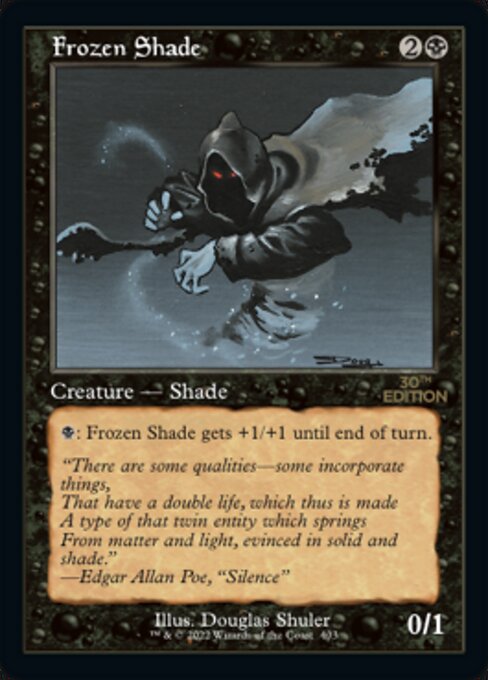 Frozen Shade 2
30TH
EDITION
Creature — Shade
: Frozen Shade gets +1/+1 until end of turn.
“There are some qualities—some incorporate
things,
That have a double life, which thus is made
A type of that twin entity which springs
From matter and light, evinced in solid and
shade.”
—Edgar Allan Poe, “Silence”
Illus. Douglas Shuler
™ & © 2022 Wizards of the Coast 403
0/1